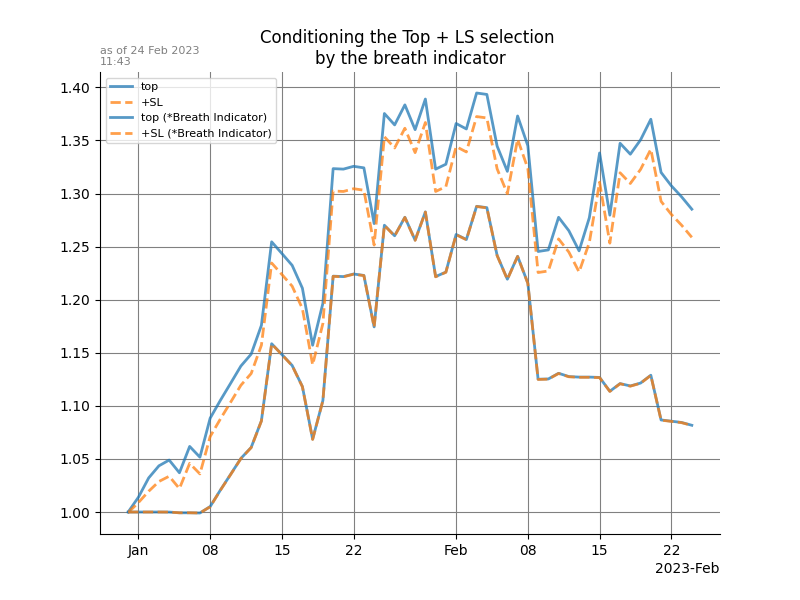 Conditioning the Top + LS selection
by the breath indicator
as of 24 Feb 2023
11:43
top
+SL
top (*Breath Indicator)
+SL (*Breath Indicator)
1.40
1.35
1.30
1.25
1.20
1.15
1.10
1.05
1.00
Jan 08 15 22 Feb 08 15 22
2023-Feb